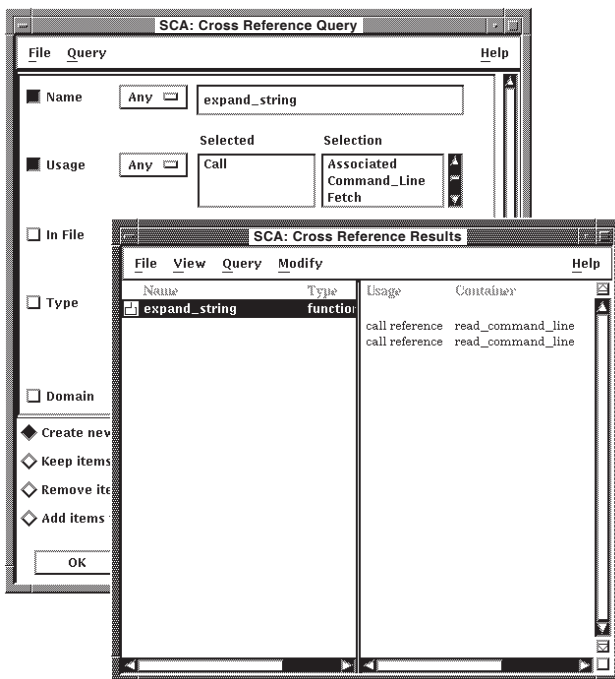 SCA: Cross Reference Query
File Query Help
Name Any expand_string
Selected Selection
Usage Any Call Associated
Command_Line
Fetch
In File
Type
Domain
Create new
Keep items
Remove ite
Add items
OK
SCA: Cross Reference Results
File View Query Modify Help
Name Type Usage Container
expand_string function
call reference read_command_line
call reference read_command_line